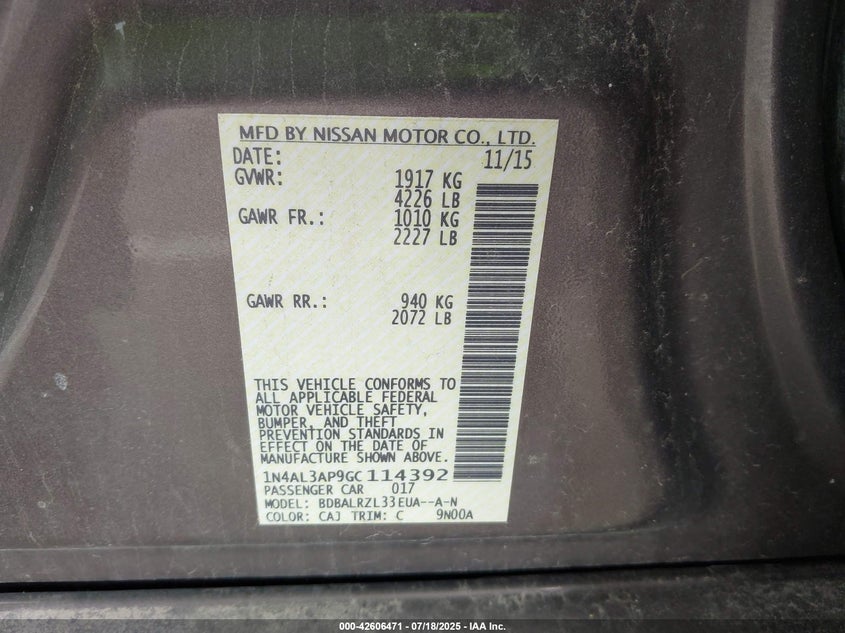 MFD BY NISSAN MOTOR CO., LTD.
DATE: 11/15
GVWR: 1917 KG
4226 LB
GAWR FR.: 1010 KG
2227 LB
GAWR RR.: 940 KG
2072 LB
THIS VEHICLE CONFORMS TO
ALL APPLICABLE FEDERAL
MOTOR VEHICLE SAFETY,
BUMPER, AND THEFT
PREVENTION STANDARDS IN
EFFECT ON THE DATE OF
MANUFACTURE SHOWN ABOVE.
1N4AL3AP9GC114392
PASSENGER CAR 017
MODEL: BDBALRZL33EUA--A-N
COLOR: CAJ TRIM: C 9N00A
000-42606471 - 07/18/2025 - IAA Inc.